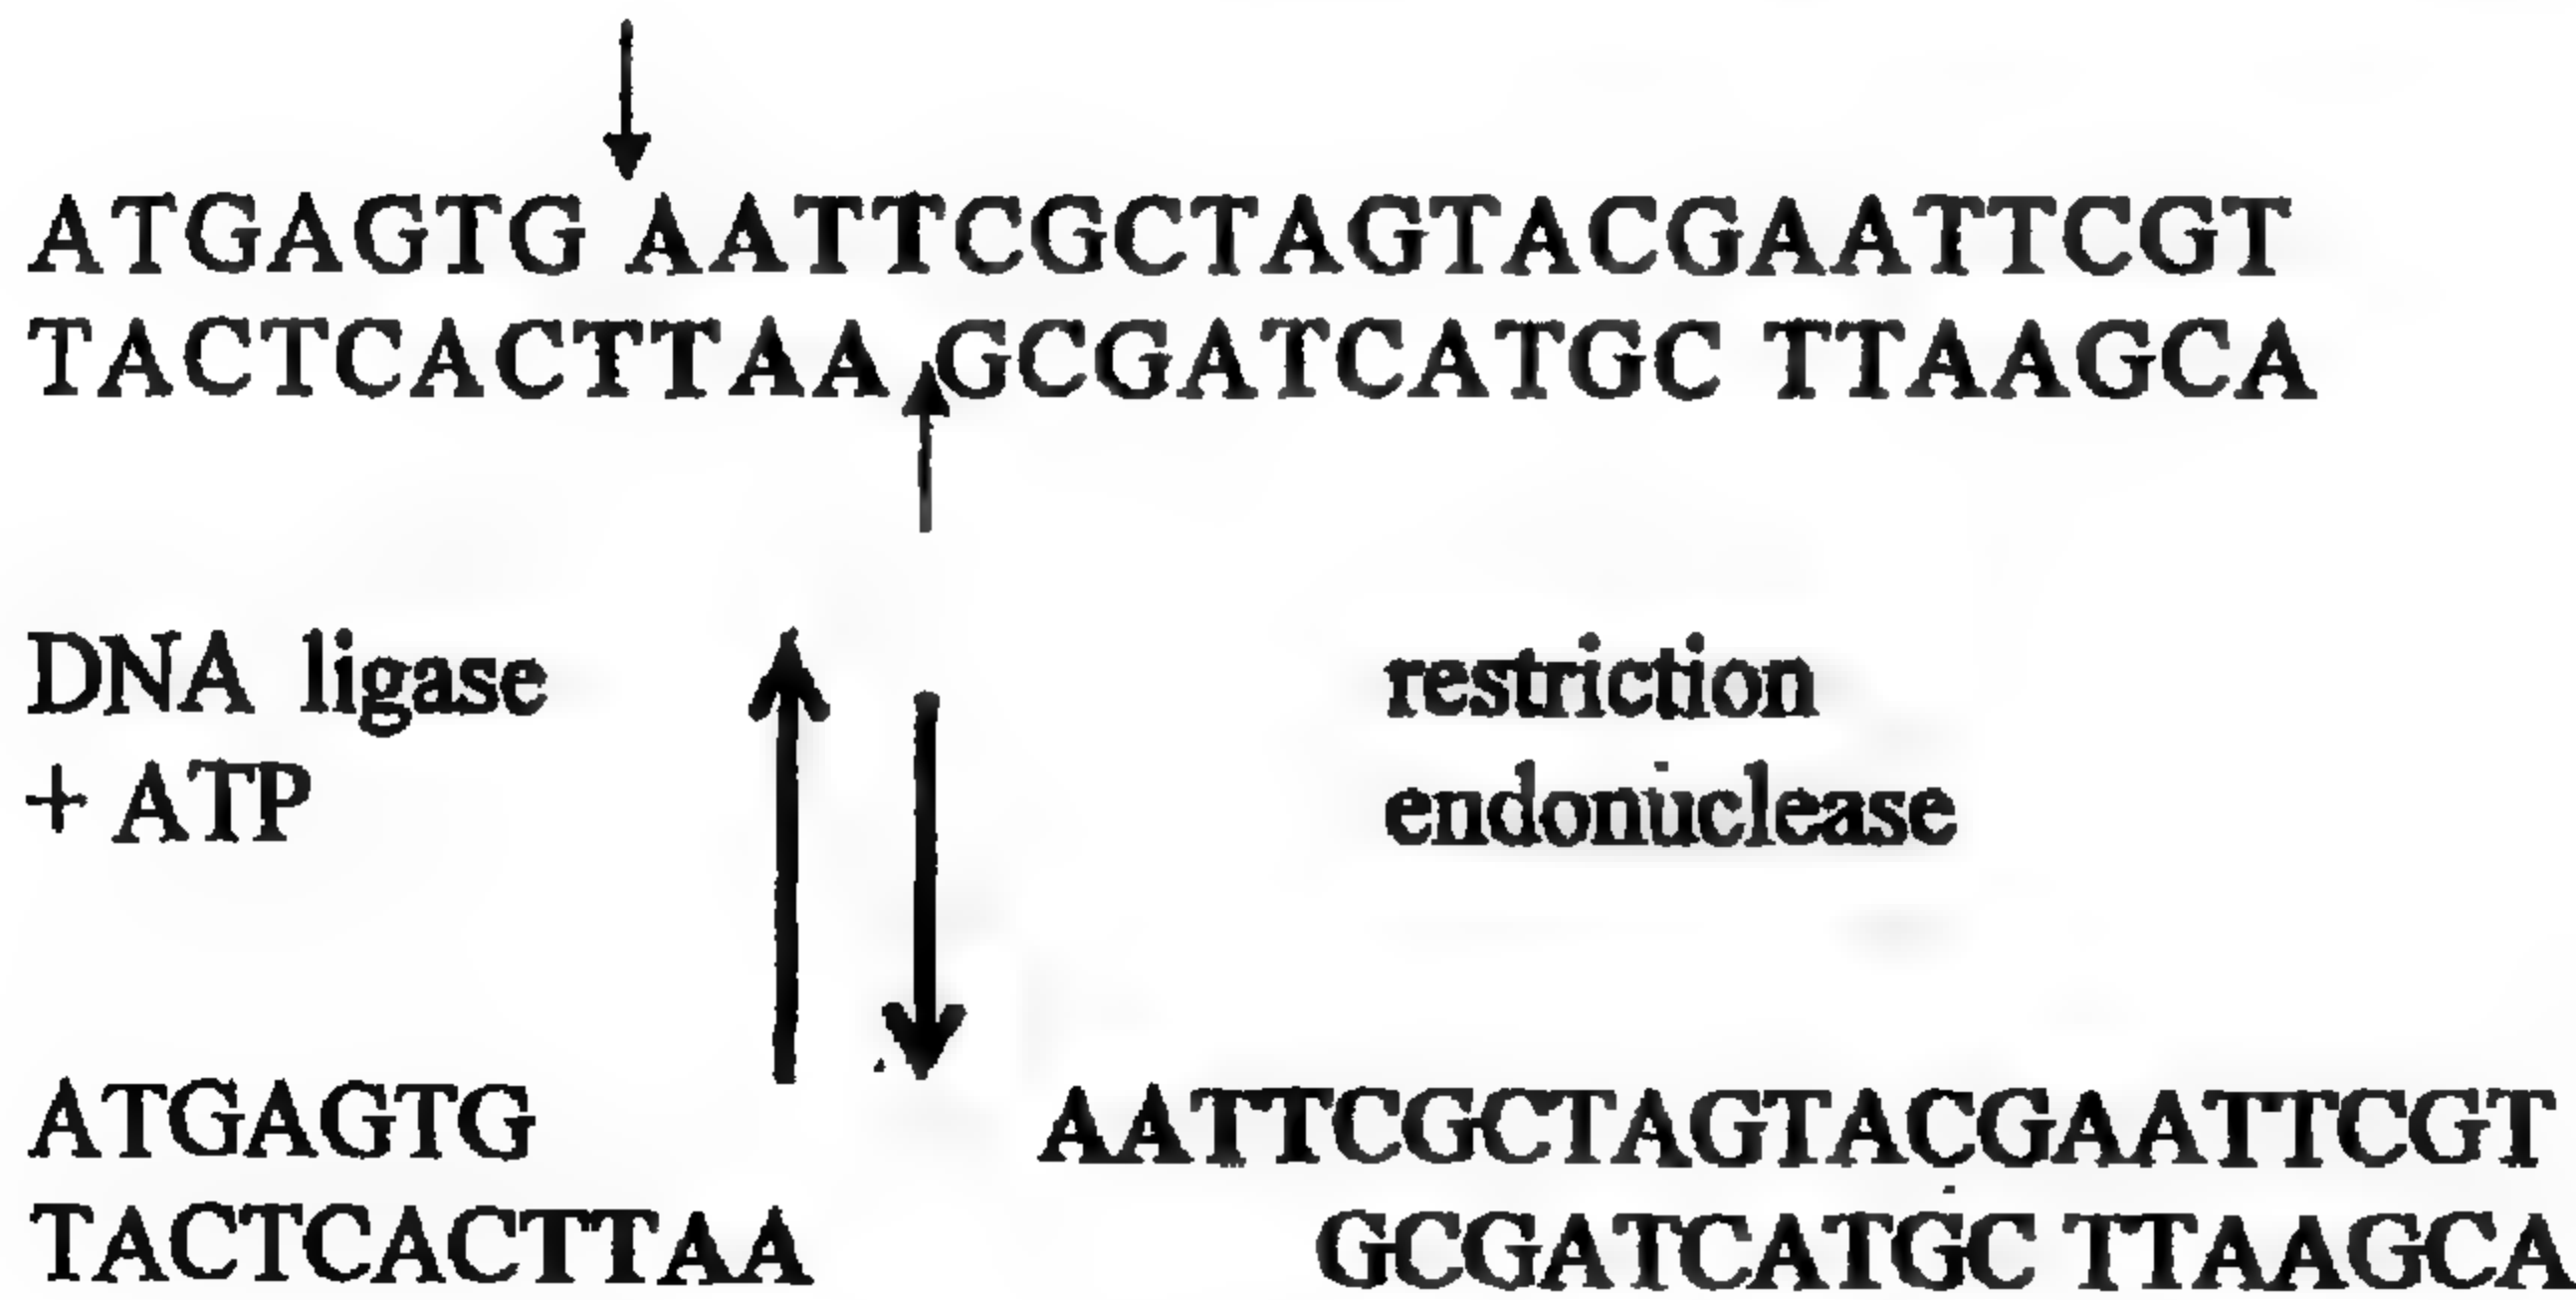 ATGAGTG AATTCGCTAGTACGAATTCGT
TACTCACTTAA GCGATCATGC TTAAGCA
DNA ligase
+ ATP
restriction
endonuclease
ATGAGTG AATTCGCTAGTACGAATTCGT
TACTCACTTAA GCGATCATGC TTAAGCA